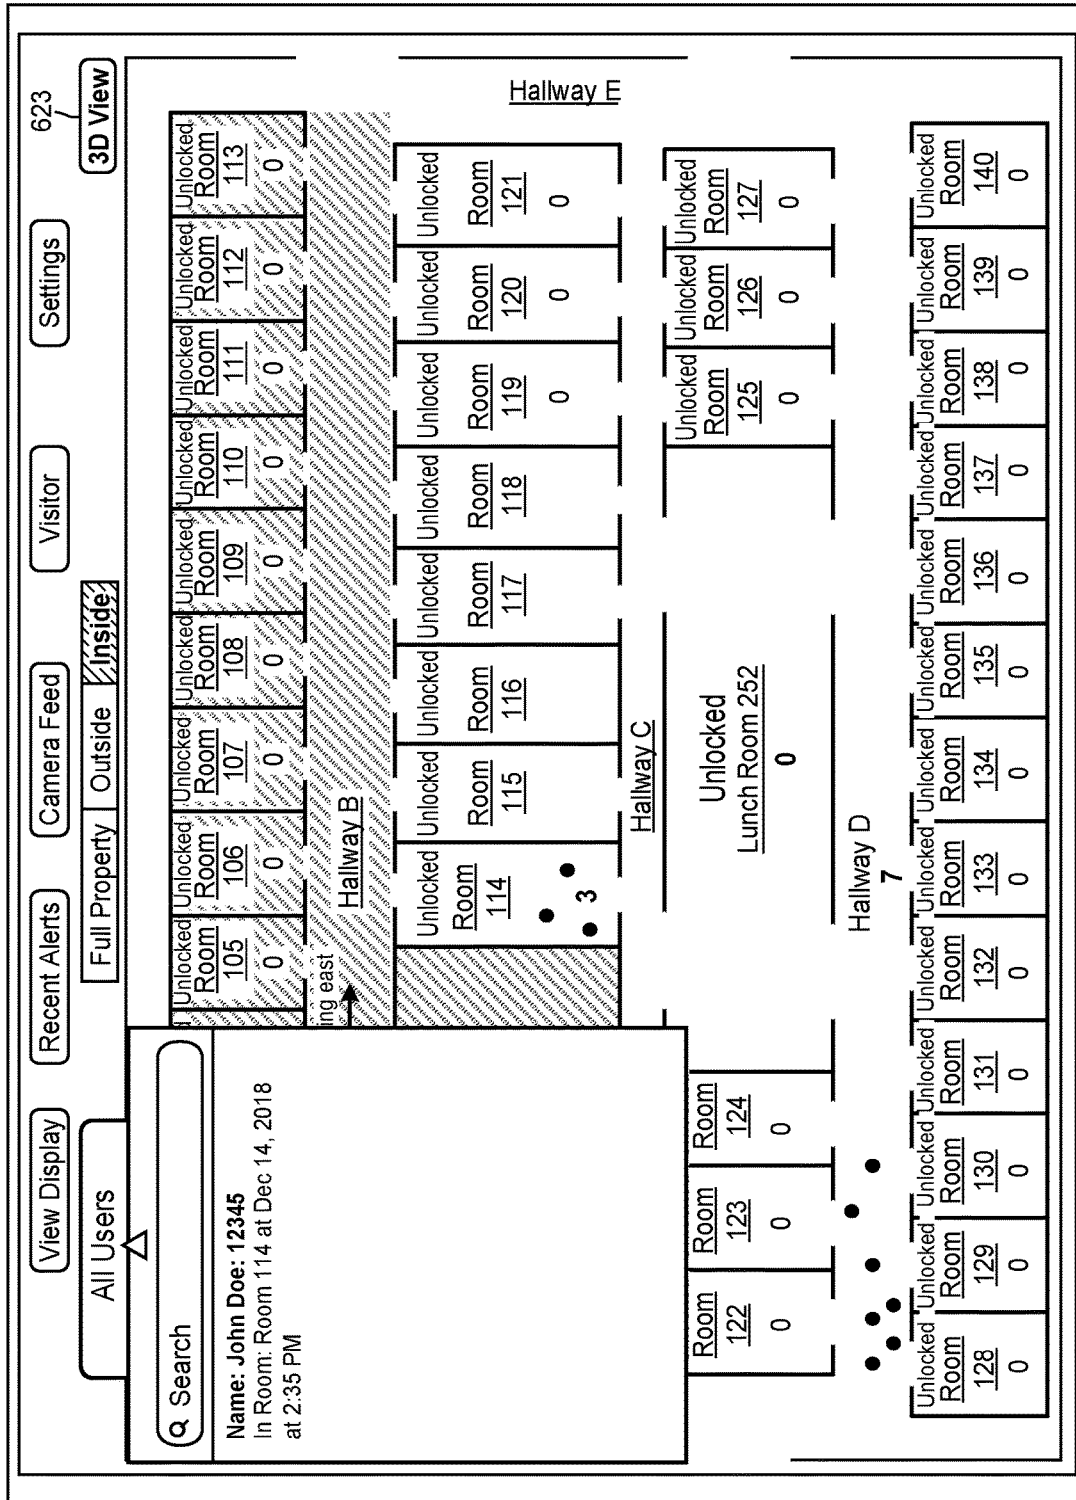 623
View Display
Recent Alerts
Camera Feed
Visitor
Settings
3D View
All Users
Full Property
Outside
Inside
Search
Name: John Doe: 12345
In Room: Room 114 at Dec 14, 2018
at 2:35 PM
Unlocked
Room
105
0
Unlocked
Room
106
0
Unlocked
Room
107
0
Unlocked
Room
108
0
Unlocked
Room
109
0
Unlocked
Room
110
0
Unlocked
Room
111
0
Unlocked
Room
112
0
Unlocked
Room
113
0
ing east
Hallway B
Hallway E
Unlocked
Room
114
3
Unlocked
Room
115
Unlocked
Room
116
Unlocked
Room
117
Unlocked
Room
118
Unlocked
Room
119
0
Unlocked
Room
120
0
Unlocked
Room
121
0
Hallway C
Room
122
0
Room
123
0
Room
124
0
Unlocked
Lunch Room 252
0
Unlocked
Room
125
0
Unlocked
Room
126
0
Unlocked
Room
127
0
Hallway D
7
Unlocked
Room
128
0
Unlocked
Room
129
0
Unlocked
Room
130
0
Unlocked
Room
131
0
Unlocked
Room
132
0
Unlocked
Room
133
0
Unlocked
Room
134
0
Unlocked
Room
135
0
Unlocked
Room
136
0
Unlocked
Room
137
0
Unlocked
Room
138
0
Unlocked
Room
139
0
Unlocked
Room
140
0